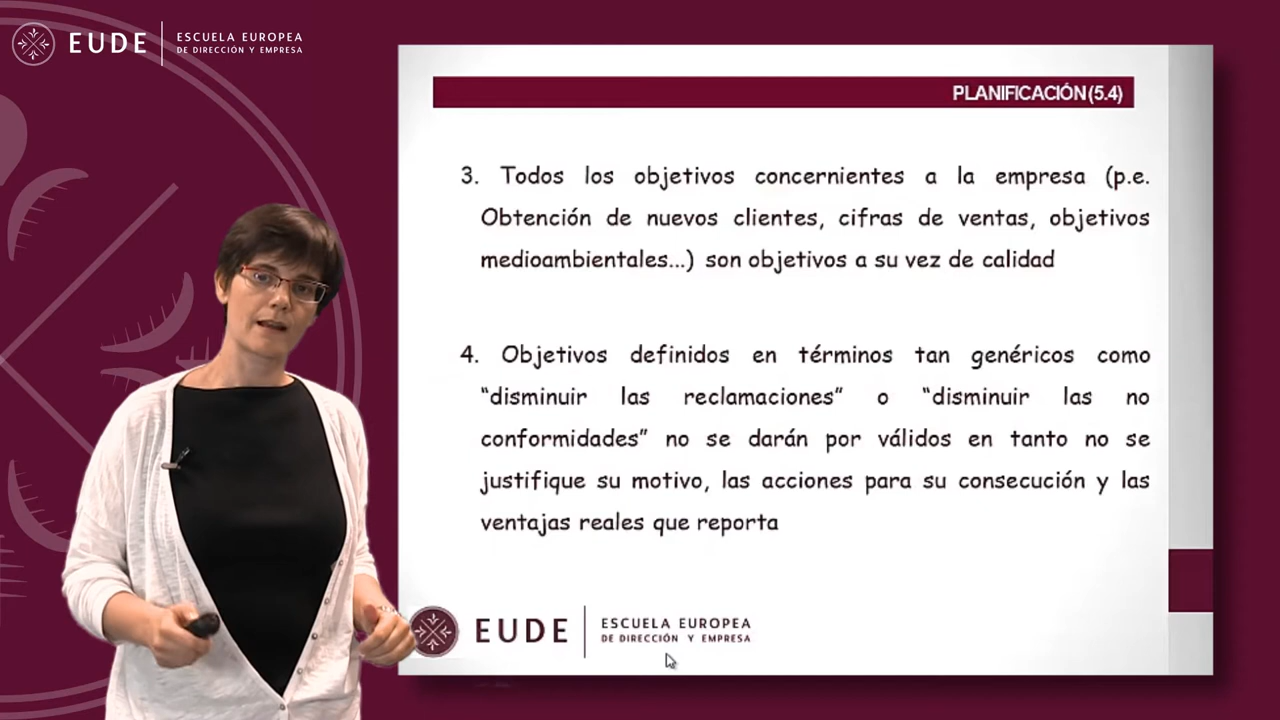 EUDE
ESCUELA EUROPEA
DE DIRECCIÓN Y EMPRESA
PLANIFICACIÓN (5.4)
3. Todos los objetivos concernientes a la empresa (p.e.
Obtención de nuevos clientes, cifras de ventas, objetivos
medioambientales...) son objetivos a su vez de calidad
4. Objetivos definidos en términos tan genéricos como
“disminuir las reclamaciones” o “disminuir las no
conformidades” no se darán por válidos en tanto no se
justifique su motivo, las acciones para su consecución y las
ventajas reales que reporta
EUDE
ESCUELA EUROPEA
DE DIRECCIÓN Y EMPRESA